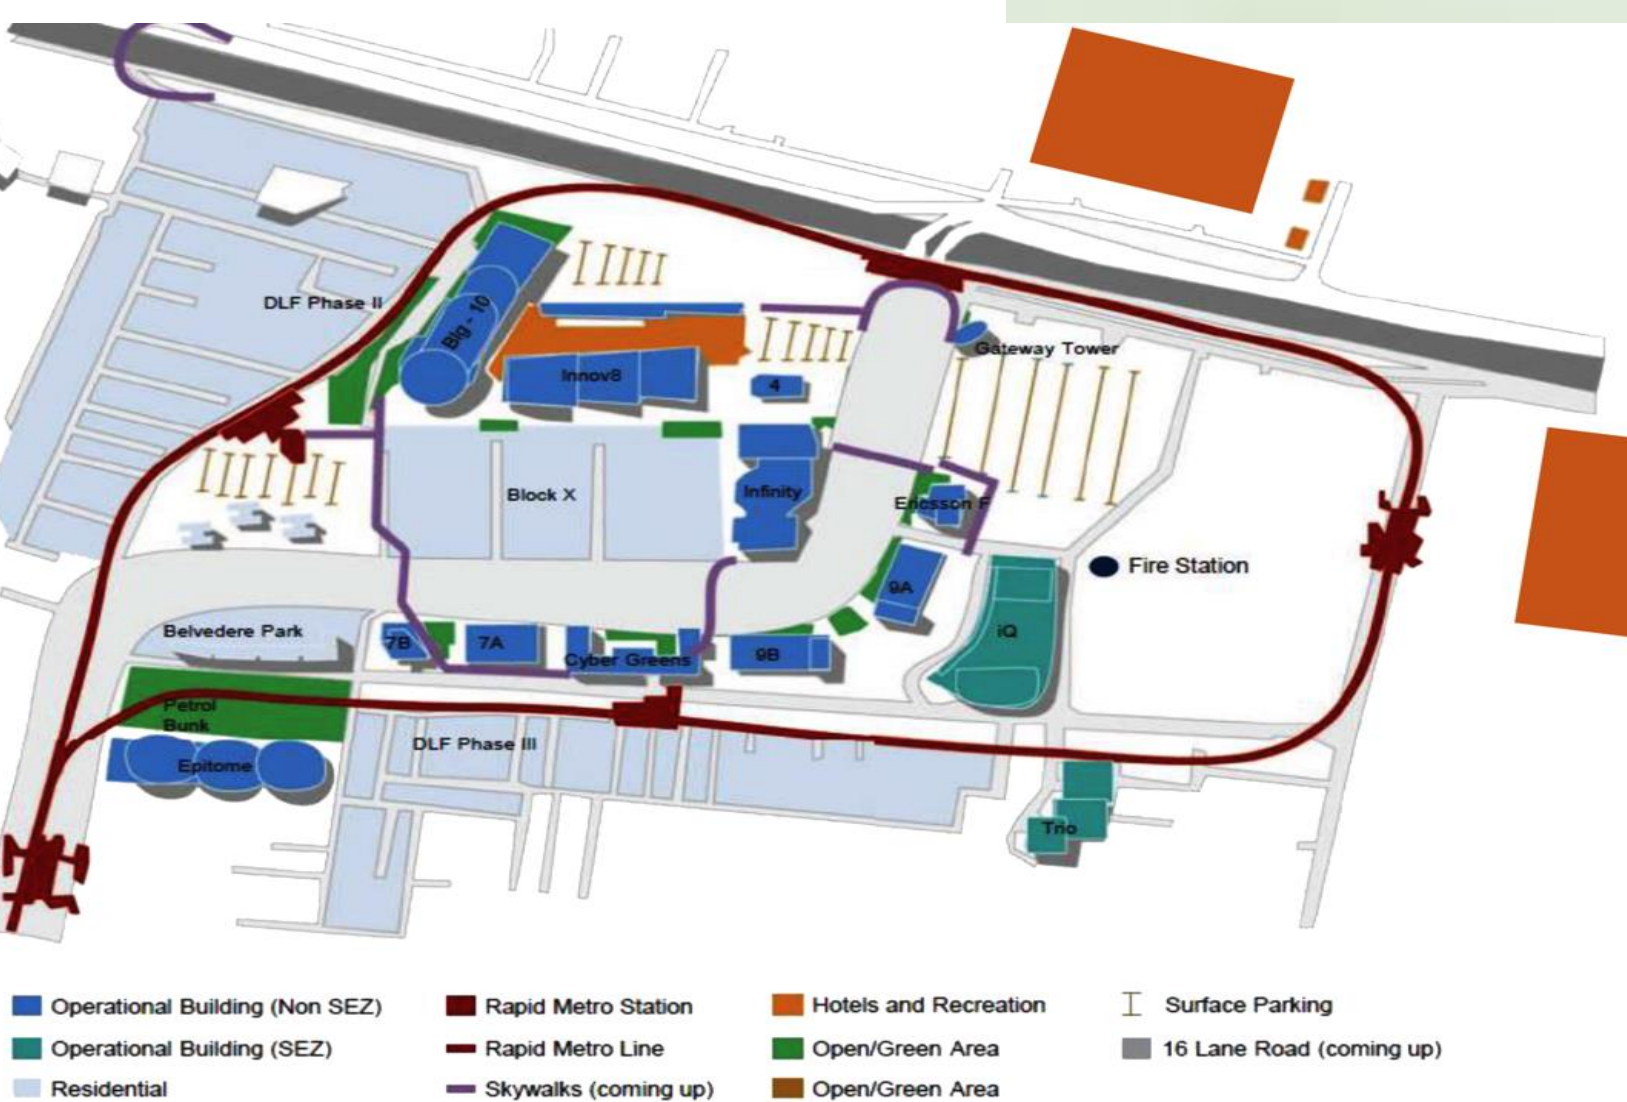 DLF Phase II
Blg - 10
Gateway Tower
Innov8
4
Block X
Infinity
Ericsson F
Fire Station
9A
iQ
Belvedere Park
7B
7A
Cyber Greens
9B
Petrol
Bunk
DLF Phase III
Epitome
Trio
Operational Building (Non SEZ)
Rapid Metro Station
Hotels and Recreation
Surface Parking
Operational Building (SEZ)
Rapid Metro Line
Open/Green Area
16 Lane Road (coming up)
Residential
Skywalks (coming up)
Open/Green Area